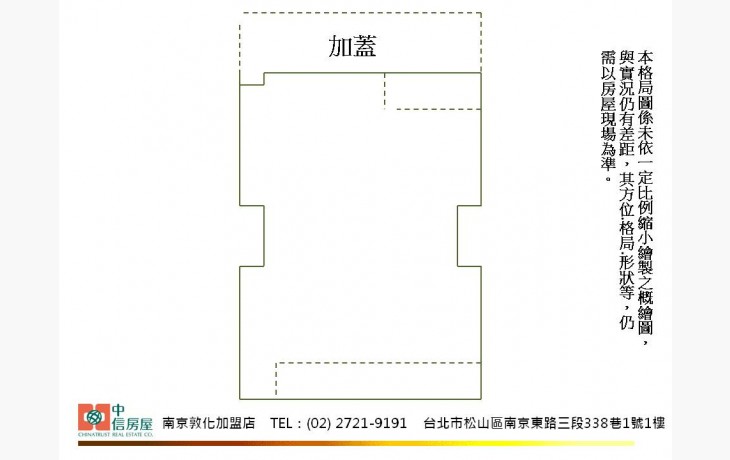 加蓋
本格局圖係未依一定比例縮小繪製之概繪圖，
與實況仍有差距，其方位.格局.形狀等，仍
需以房屋現場為準。
中
信房屋
CHINATRUST REAL ESTATE CO.
南京敦化加盟店 TEL：(02) 2721-9191 台北市松山區南京東路三段338巷1號1樓